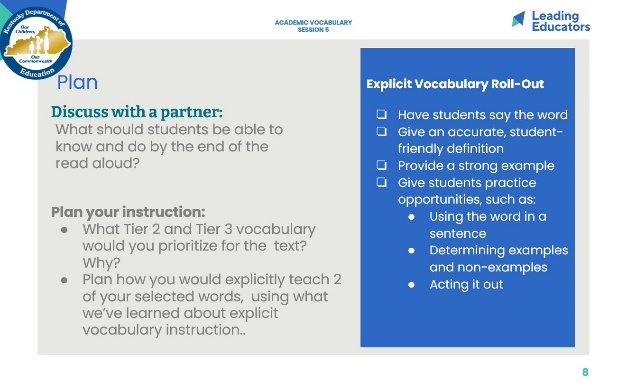 Kentucky Department of
Our
Children,
Our
Commonwealth
Education
ACADEMIC VOCABULARY
SESSION 5
Leading
Educators
Plan
Discuss with a partner:
What should students be able to
know and do by the end of the
read aloud?
Plan your instruction:
● What Tier 2 and Tier 3 vocabulary
would you prioritize for the text?
Why?
● Plan how you would explicitly teach 2
of your selected words, using what
we've learned about explicit
vocabulary instruction..
Explicit Vocabulary Roll-Out
❏ Have students say the word
❏ Give an accurate, student-
friendly definition
❏ Provide a strong example
❏ Give students practice
opportunities, such as:
● Using the word in a
sentence
● Determining examples
and non-examples
● Acting it out
8